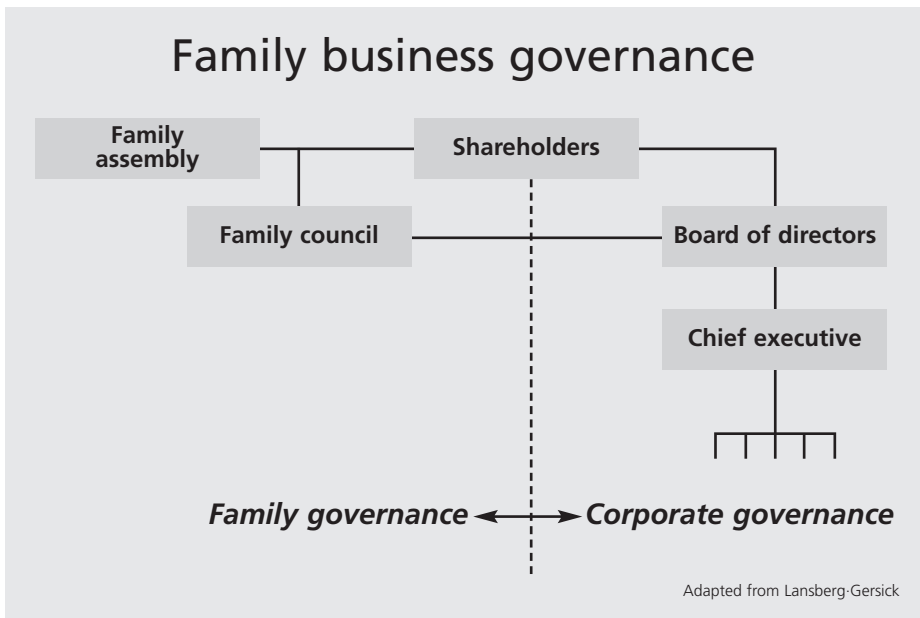 Family business governance
Family
assembly
Shareholders
Family council
Board of directors
Chief executive
Family governance
Corporate governance
Adapted from Lansberg·Gersick